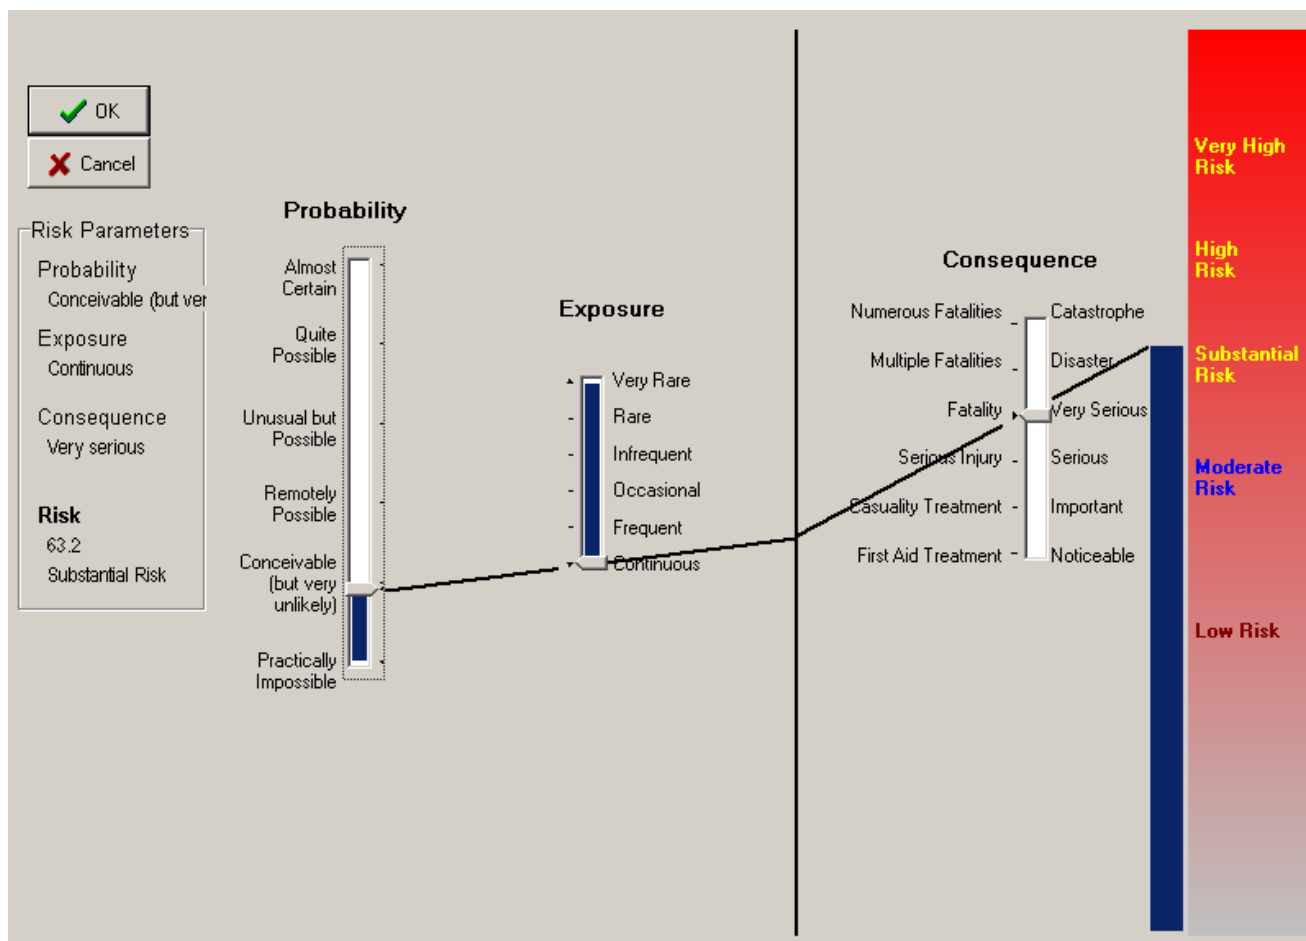 OK
Cancel
Risk Parameters
Probability
Conceivable (but ver
Exposure
Continuous
Consequence
Very serious
Risk
63.2
Substantial Risk
Probability
Almost
Certain
Quite
Possible
Unusual but
Possible
Remotely
Possible
Conceivable
(but very
unlikely)
Practically
Impossible
Exposure
Very Rare
Rare
Infrequent
Occasional
Frequent
Continuous
Consequence
Numerous Fatalities
Catastrophe
Multiple Fatalities
Disaster
Fatality
Very Serious
Serious Injury
Serious
Casuality Treatment
Important
First Aid Treatment
Noticeable
Very High
Risk
High
Risk
Substantial
Risk
Moderate
Risk
Low Risk